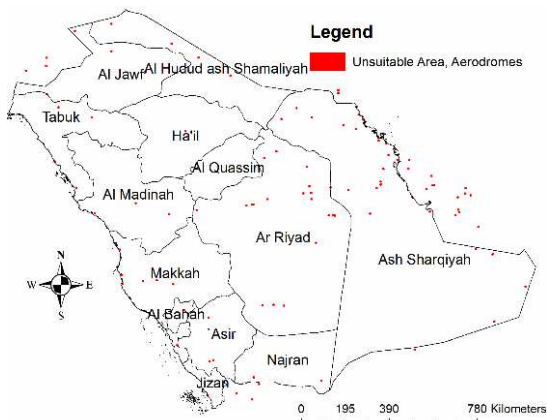 Legend
Unsuitable Area, Aerodromes
Al Jawf
Al Hudud ash Shamaliyah
Tabuk
Ha'il
Al Quassim
Al Madinah
Ar Riyad
Ash Sharqiyah
Makkah
Al Bahah
Asir
Najran
Jizan
N
W E
S
0 195 390 780 Kilometers